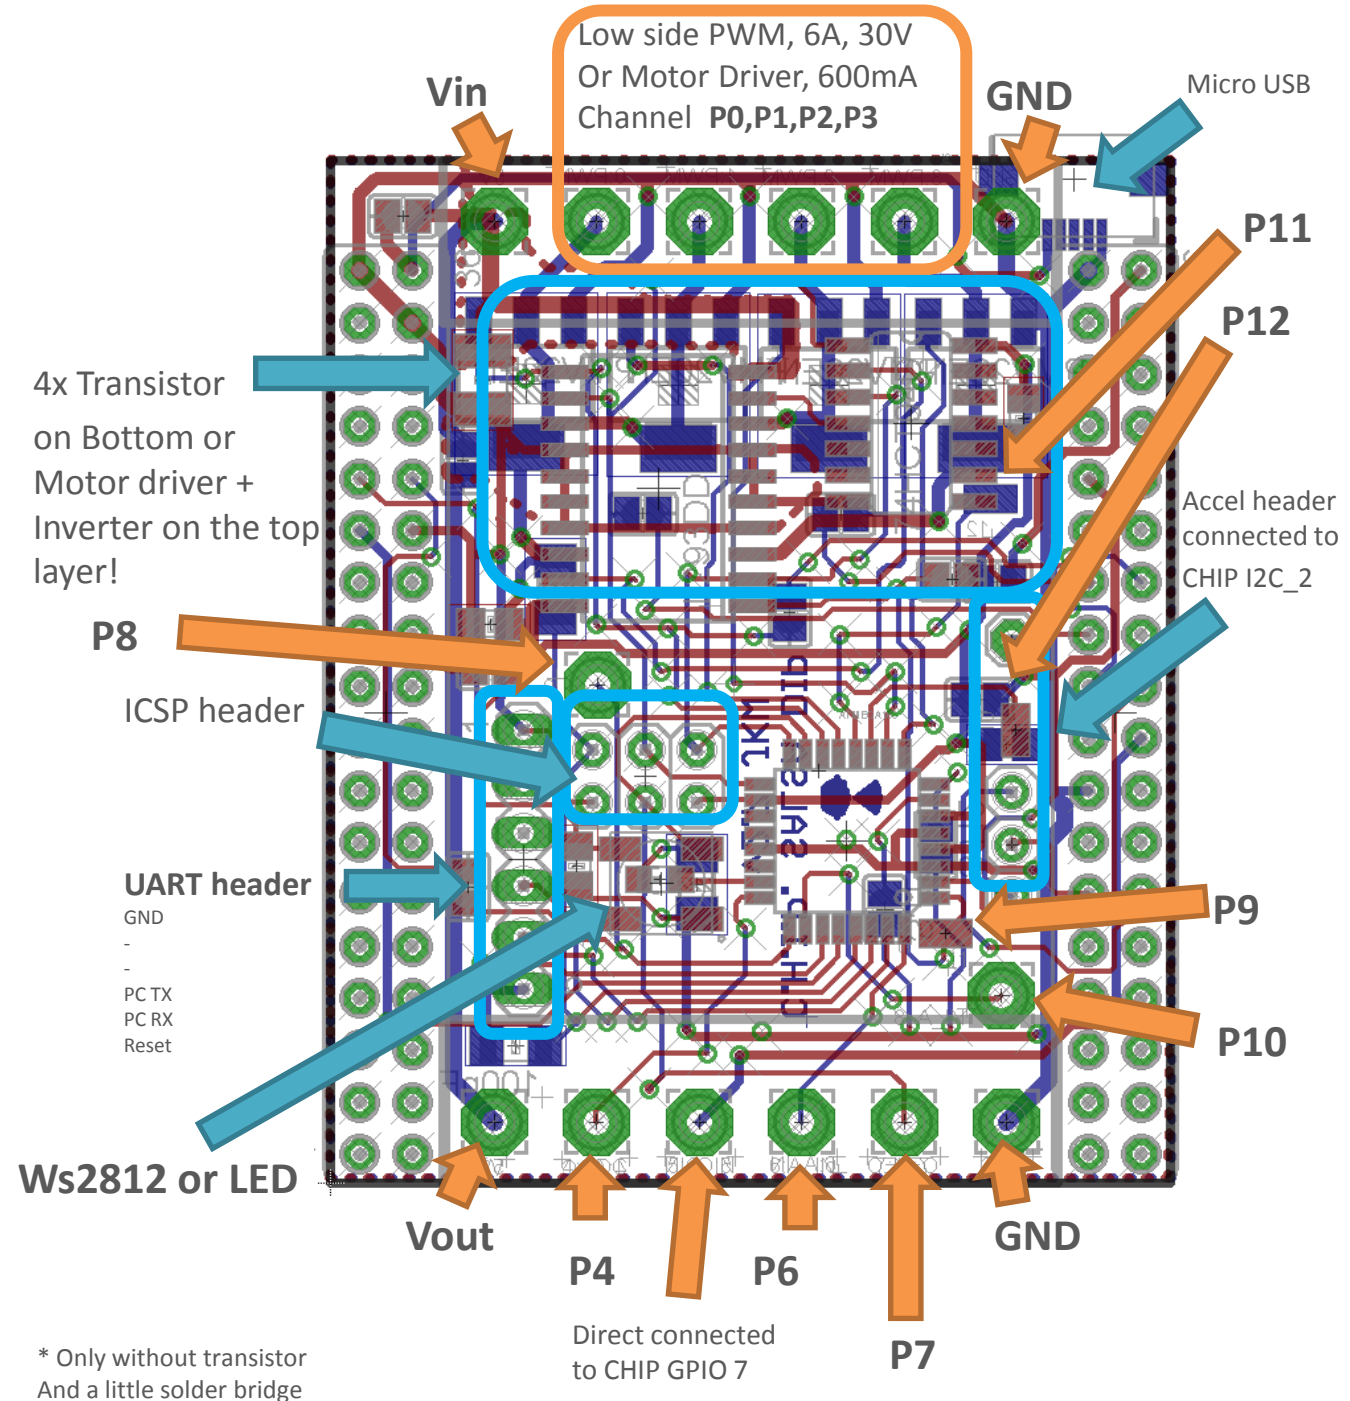 Low side PWM, 6A, 30V
Or Motor Driver, 600mA
Channel P0,P1,P2,P3
Vin
GND
Micro USB
P11
P12
4x Transistor
on Bottom or
Motor driver +
Inverter on the top
layer!
Accel header
connected to
CHIP I2C_2
P8
ICSP header
JKM
UART header
GND
-
-
PC TX
PC RX
Reset
P9
P10
100µF
Ws2812 or LED
Vout
P4
P6
GND
Direct connected
to CHIP GPIO 7
P7
* Only without transistor
And a little solder bridge